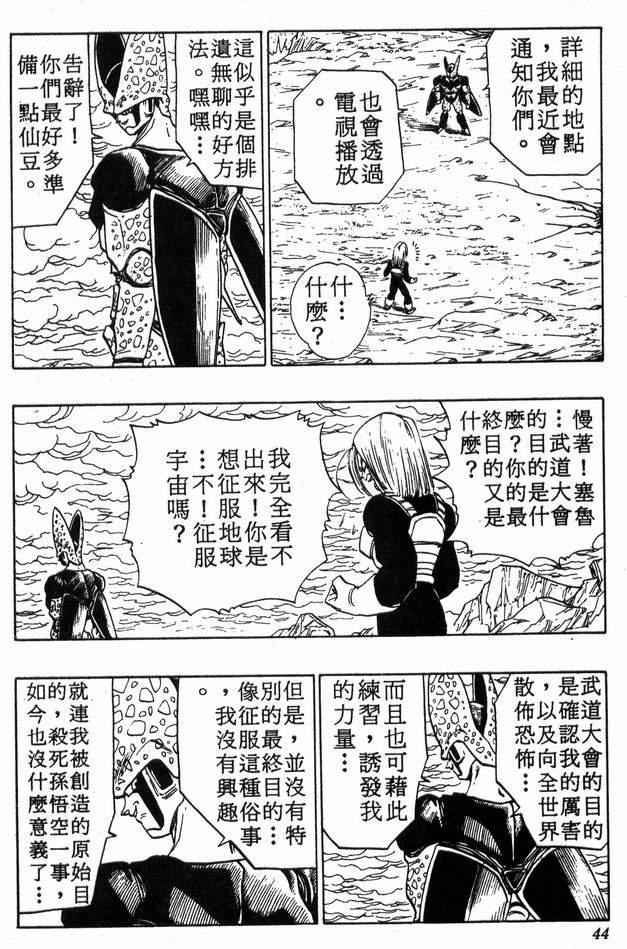 詳細的地點
，我最近會
通知你們。
也會透過
電視播放
。
什…
什麼？
這似乎是個排
遺無聊的好方
法。嘿嘿…
告辭了！
你們最好多準
備一點仙豆。
慢著！塞魯
…武道大會
的目的是什
麼？你的最
終目的又是
什麼？
我完全看不
出來！你是
想征服地球
…不！征服
宇宙嗎？
武道大會的目的
是確認我的厲害
，以及向全世界
散佈恐怖…
而且也可藉此
練習，誘發我
的力量…
但是，並沒有特
別的最終目的…
像征服這種俗事
，我沒有興趣
。
就連我被創造的原始目
的，殺死孫悟空一事，
如今也沒什麼意義了…
44